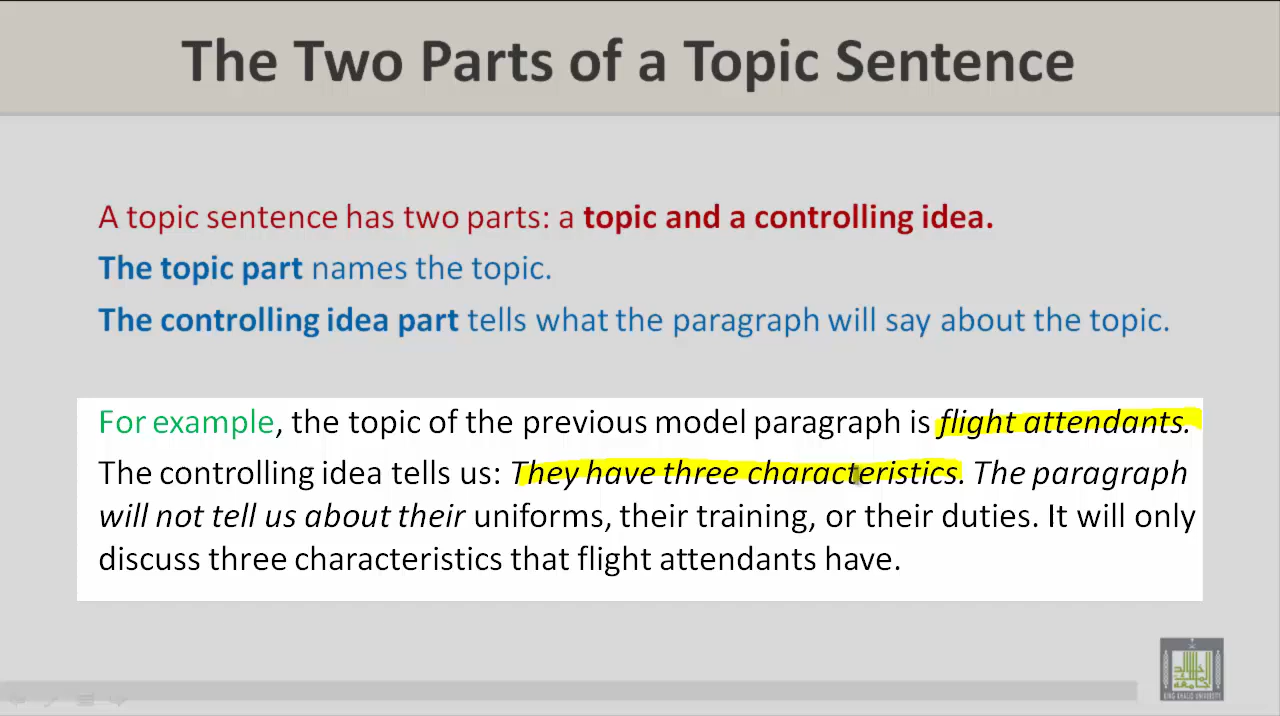 The Two Parts of a Topic Sentence
A topic sentence has two parts: a topic and a controlling idea.
The topic part names the topic.
The controlling idea part tells what the paragraph will say about the topic.
For example, the topic of the previous model paragraph is flight attendants.
The controlling idea tells us: They have three characteristics. The paragraph
will not tell us about their uniforms, their training, or their duties. It will only
discuss three characteristics that flight attendants have.
KING KHALID UNIVERSITY